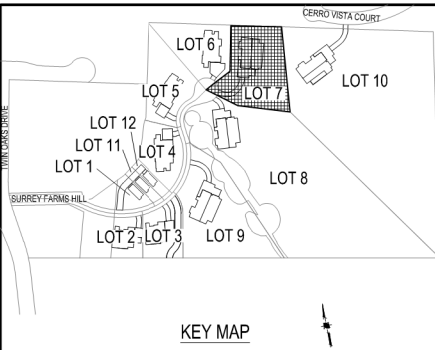 CERRO VISTA COURT
LOT 6
LOT 10
LOT 5
LOT 7
TWIN OAKS DRIVE
LOT 12
LOT 11
LOT 4
LOT 1
LOT 8
SURREY FARMS HILL
LOT 2
LOT 3
LOT 9
KEY MAP